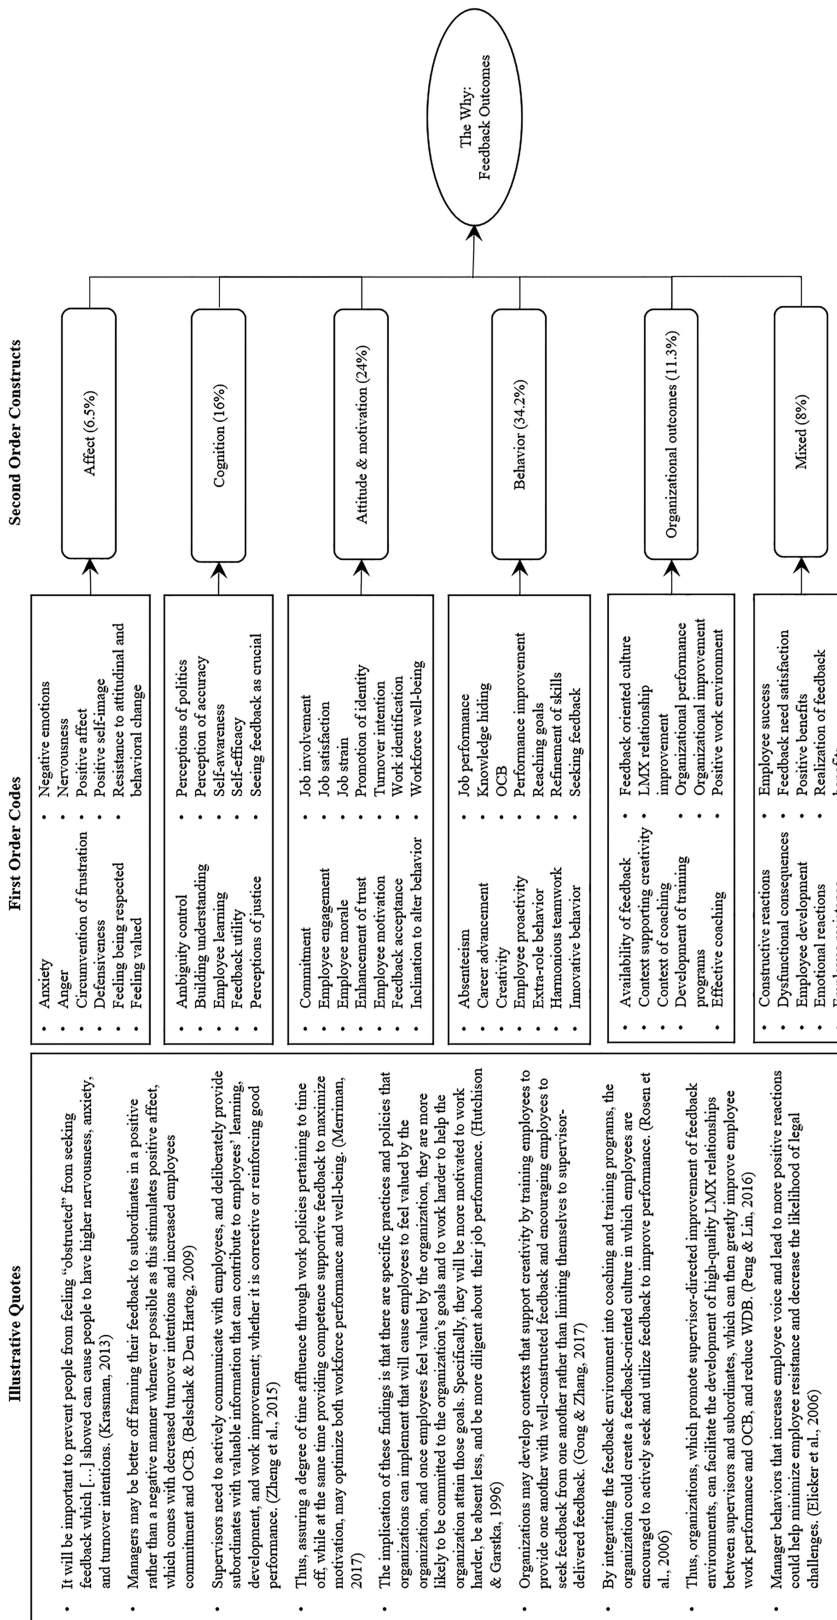 Illustrative Quotes
First Order Codes
Second Order Constructs
• It will be important to prevent people from feeling “obstructed” from seeking
feedback which […] showed can cause people to have higher nervousness, anxiety,
and turnover intentions. (Krasman, 2013)
• Managers may be better off framing their feedback to subordinates in a positive
rather than a negative manner whenever possible as this stimulates positive affect,
which comes with decreased turnover intentions and increased employees
commitment and OCB. (Belschak & Den Hartog, 2009)
• Supervisors need to actively communicate with employees, and deliberately provide
subordinates with valuable information that can contribute to employees’ learning,
development, and work improvement; whether it is corrective or reinforcing good
performance. (Zheng et al., 2015)
• Thus, assuring a degree of time affluence through work policies pertaining to time
off, while at the same time providing competence supportive feedback to maximize
motivation, may optimize both workforce performance and well-being. (Merriman,
2017)
• The implication of these findings is that there are specific practices and policies that
organizations can implement that will cause employees to feel valued by the
organization, and once employees feel valued by the organization, they are more
likely to be committed to the organization’s goals and to work harder to help the
organization attain those goals. Specifically, they will be more motivated to work
harder, be absent less, and be more diligent about their job performance. (Hutchison
& Garstka, 1996)
• Organizations may develop contexts that support creativity by training employees to
provide one another with well-constructed feedback and encouraging employees to
seek feedback from one another rather than limiting themselves to supervisor-
delivered feedback. (Gong & Zhang, 2017)
• By integrating the feedback environment into coaching and training programs, the
organization could create a feedback-oriented culture in which employees are
encouraged to actively seek and utilize feedback to improve performance. (Rosen et
al., 2006)
• Thus, organizations, which promote supervisor-directed improvement of feedback
environments, can facilitate the development of high-quality LMX relationships
between supervisors and subordinates, which can then greatly improve employee
work performance and OCB, and reduce WDB. (Peng & Lin, 2016)
• Manager behaviors that increase employee voice and lead to more positive reactions
could help minimize employee resistance and decrease the likelihood of legal
challenges. (Elicker et al., 2006)
• Anxiety
• Anger
• Circumvention of frustration
• Defensiveness
• Feeling being respected
• Feeling valued
• Negative emotions
• Nervousness
• Positive affect
• Positive self-image
• Resistance to attitudinal and
behavioral change
• Ambiguity control
• Building understanding
• Employee learning
• Feedback utility
• Perceptions of justice
• Perceptions of politics
• Perception of accuracy
• Self-awareness
• Self-efficacy
• Seeing feedback as crucial
• Commitment
• Employee engagement
• Employee morale
• Enhancement of trust
• Employee motivation
• Feedback acceptance
• Inclination to alter behavior
• Job involvement
• Job satisfaction
• Job strain
• Promotion of identity
• Turnover intention
• Work identification
• Workforce well-being
• Absenteeism
• Career advancement
• Creativity
• Employee proactivity
• Extra-role behavior
• Harmonious teamwork
• Innovative behavior
• Job performance
• Knowledge hiding
• OCB
• Performance improvement
• Reaching goals
• Refinement of skills
• Seeking feedback
• Availability of feedback
• Context supporting creativity
• Context of coaching
• Development of training
programs
• Effective coaching
• Feedback oriented culture
• LMX relationship
improvement
• Organizational performance
• Organizational improvement
• Positive work environment
• Constructive reactions
• Dysfunctional consequences
• Employee development
• Emotional reactions
• Employee success
• Feedback need satisfaction
• Positive benefits
• Realization of feedback
Affect (6.5%)
Cognition (16%)
Attitude & motivation (24%)
Behavior (34.2%)
Organizational outcomes (11.3%)
Mixed (8%)
The Why:
Feedback Outcomes